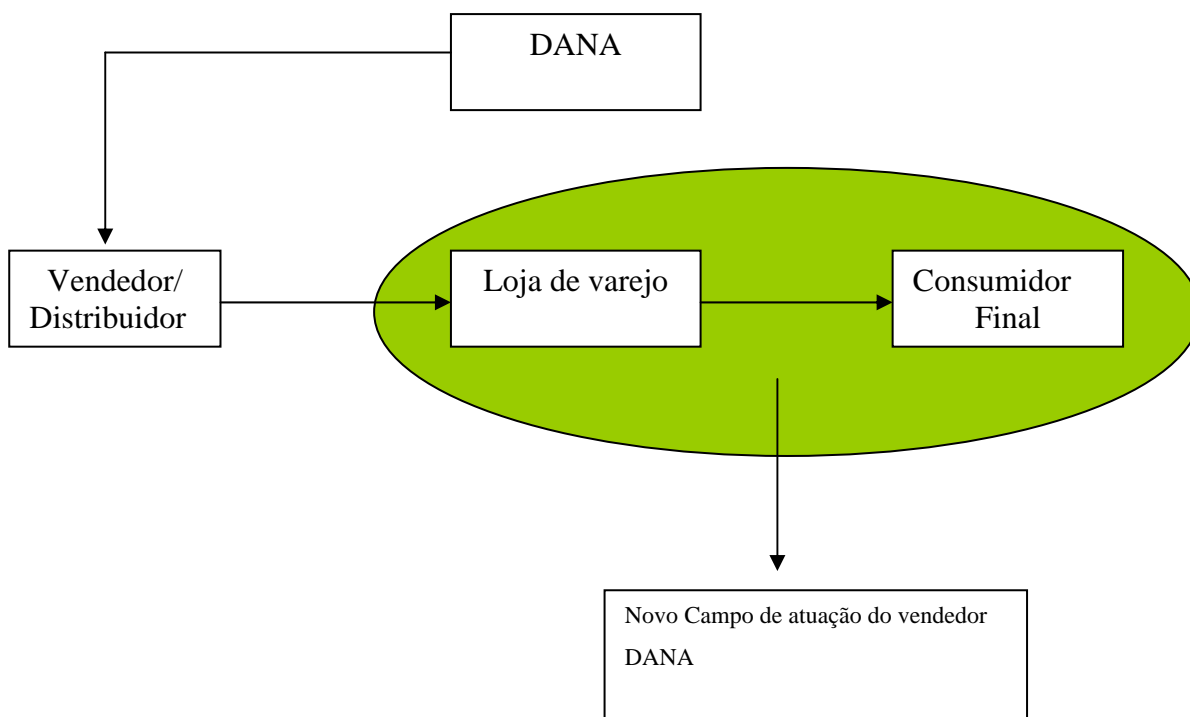 DANA
Vendedor/
Distribuidor
Loja de varejo
Consumidor
Final
Novo Campo de atuação do vendedor
DANA